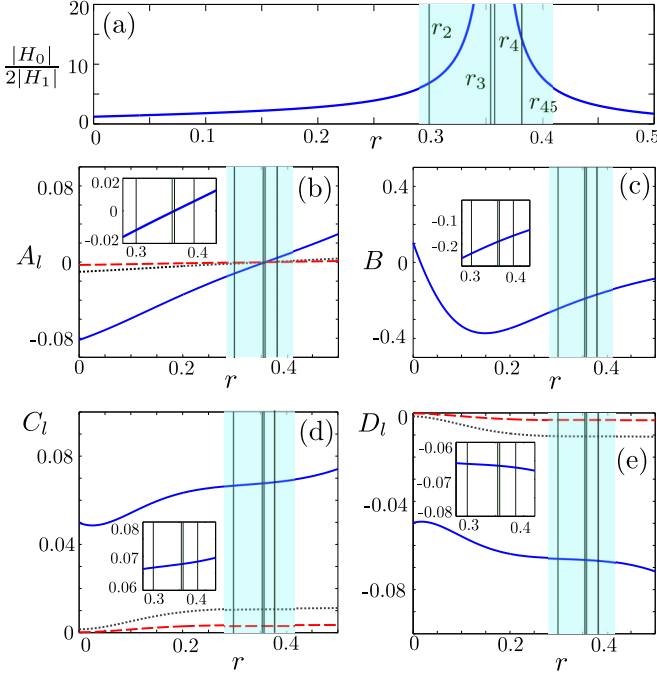 (a)
|H₀|
2|H₁|
20
10
0
r₂
r₃
r₄
r₄₅
0 0.1 0.2 0.3 0.4 0.5
r
(b)
A_l
0.08
0
-0.08
0.02
0
-0.02
0.3 0.4
0 0.2 0.4
r
(c)
B
0.4
0
-0.4
-0.1
-0.2
0.3 0.4
0 0.2 0.4
r
(d)
C_l
0.08
0.04
0
0.08
0.07
0.06
0.3 0.4
0 0.2 0.4
r
(e)
D_l
0
-0.04
-0.08
-0.06
-0.07
-0.08
0.3 0.4
0 0.2 0.4
r